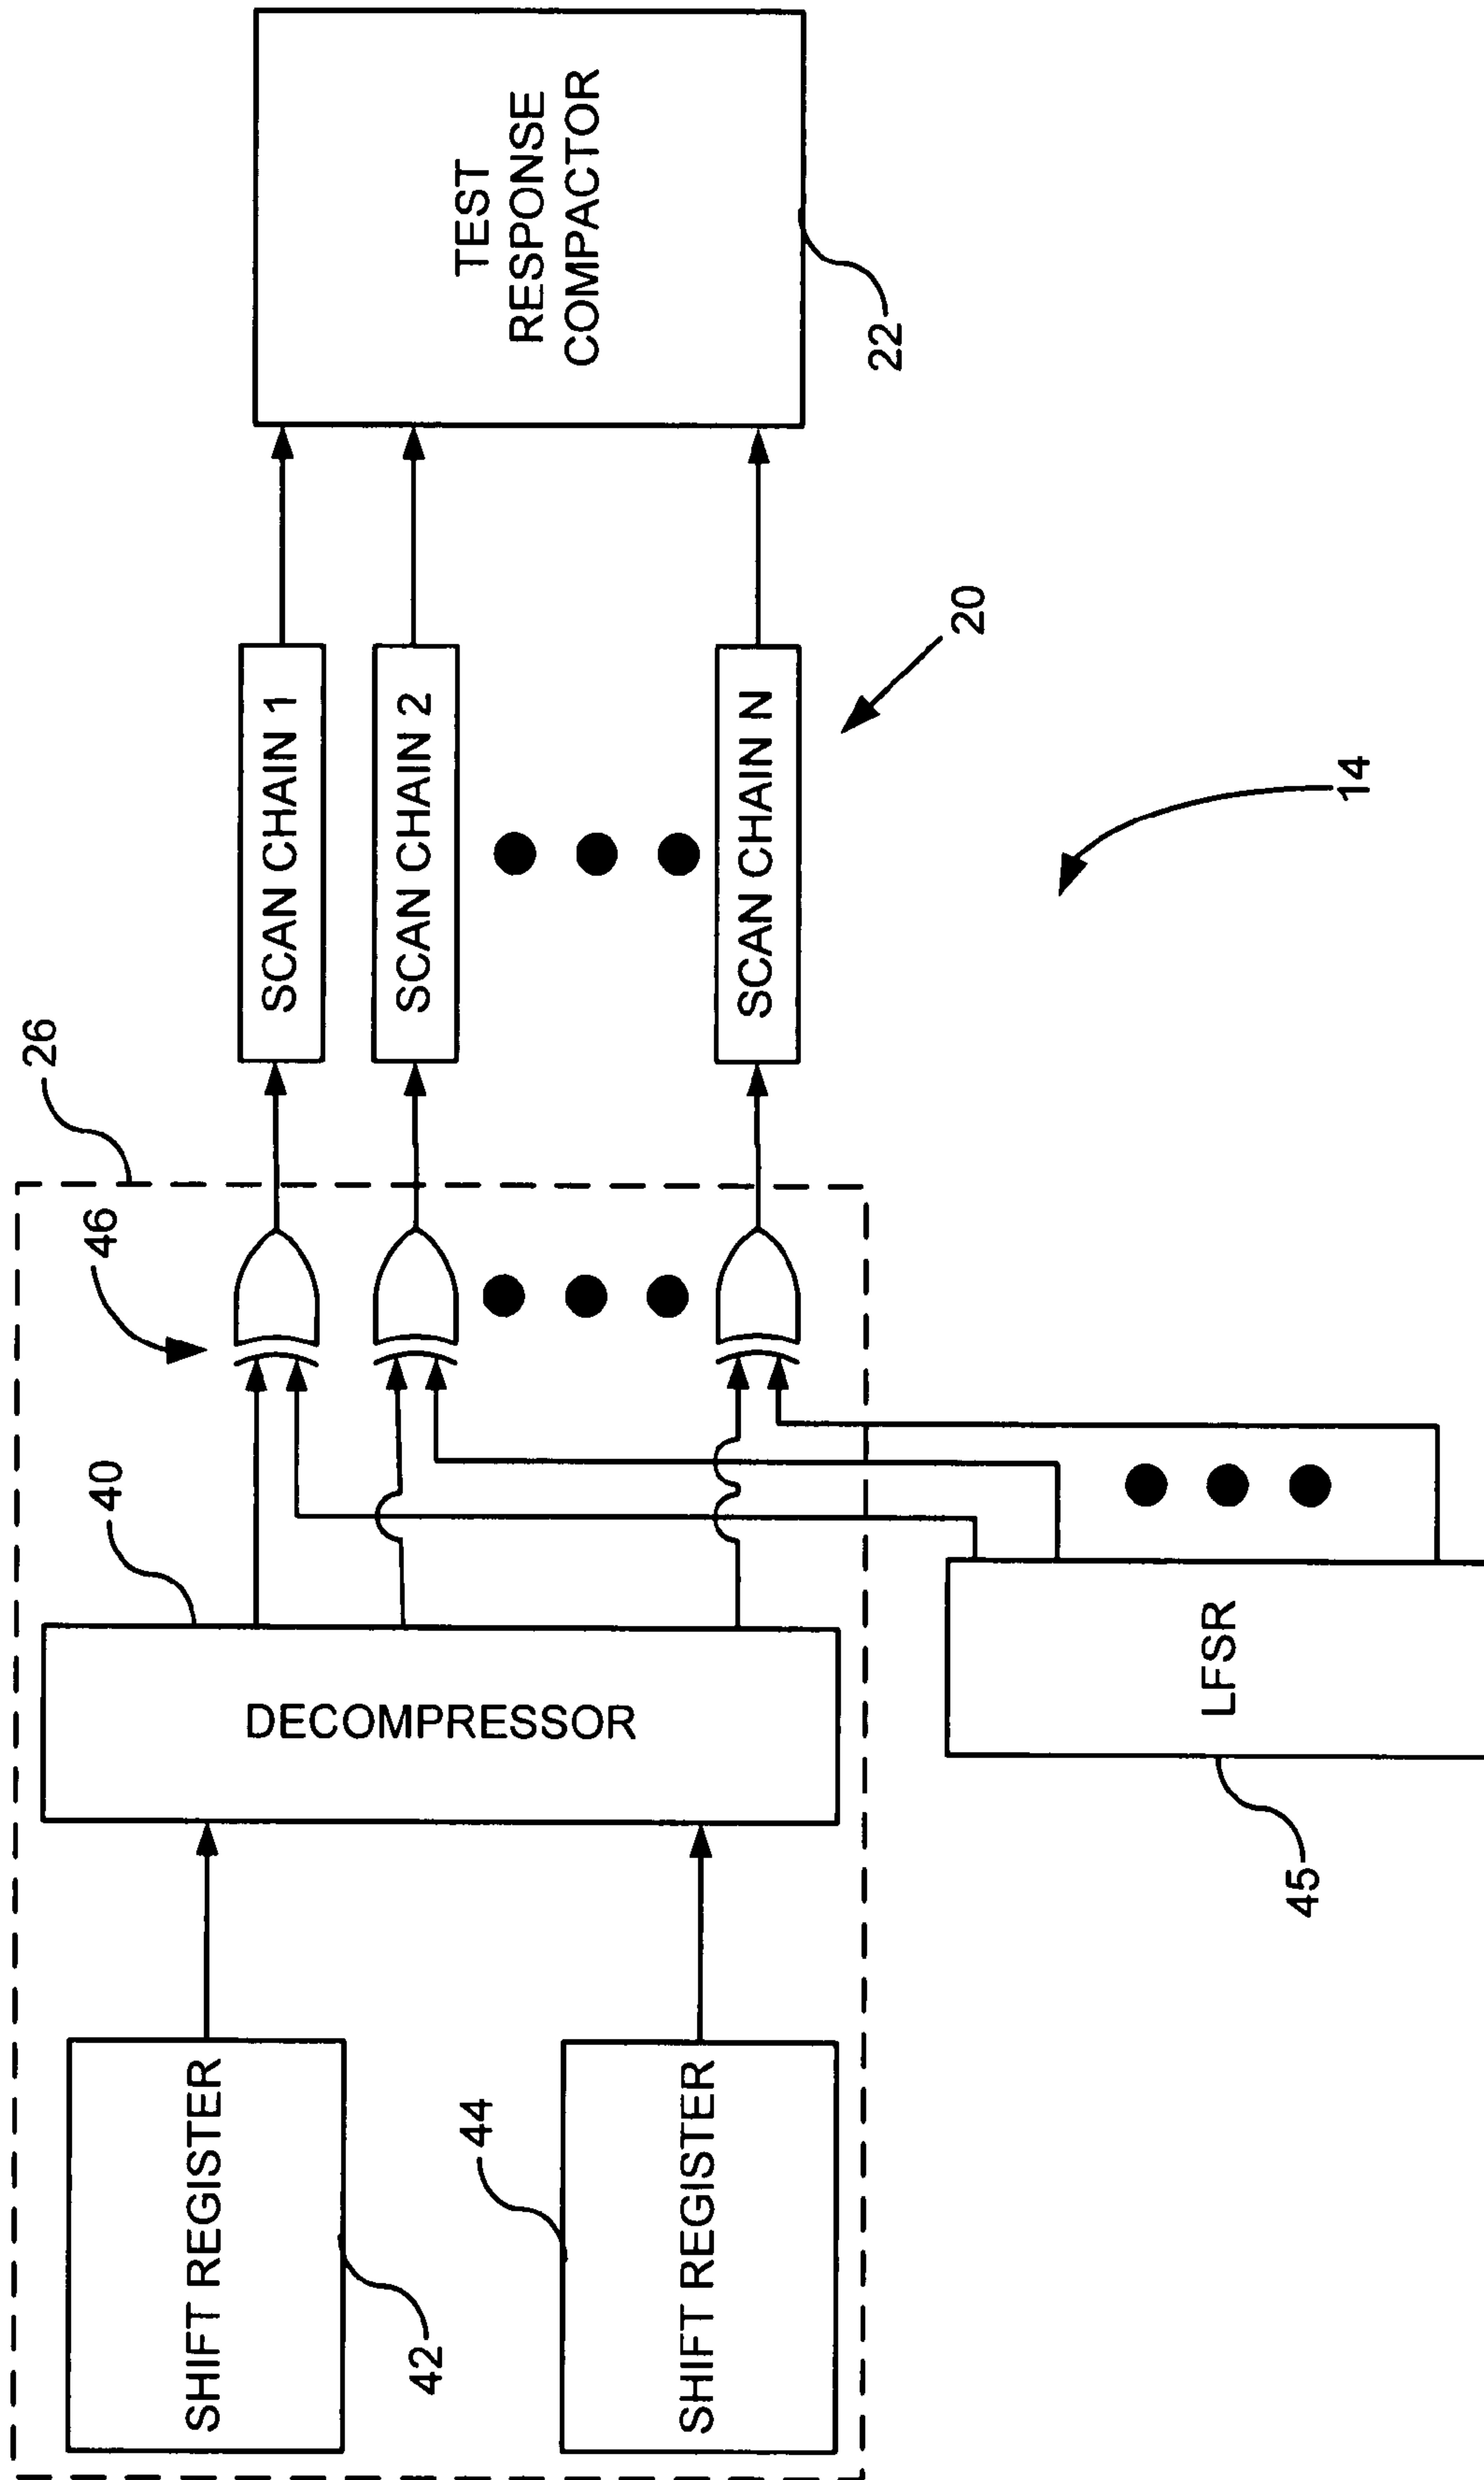 26
46
40
SHIFT REGISTER
42
SHIFT REGISTER
44
DECOMPRESSOR
SCAN CHAIN 1
SCAN CHAIN 2
SCAN CHAIN N
20
TEST
RESPONSE
COMPACTOR
22
LFSR
45
14